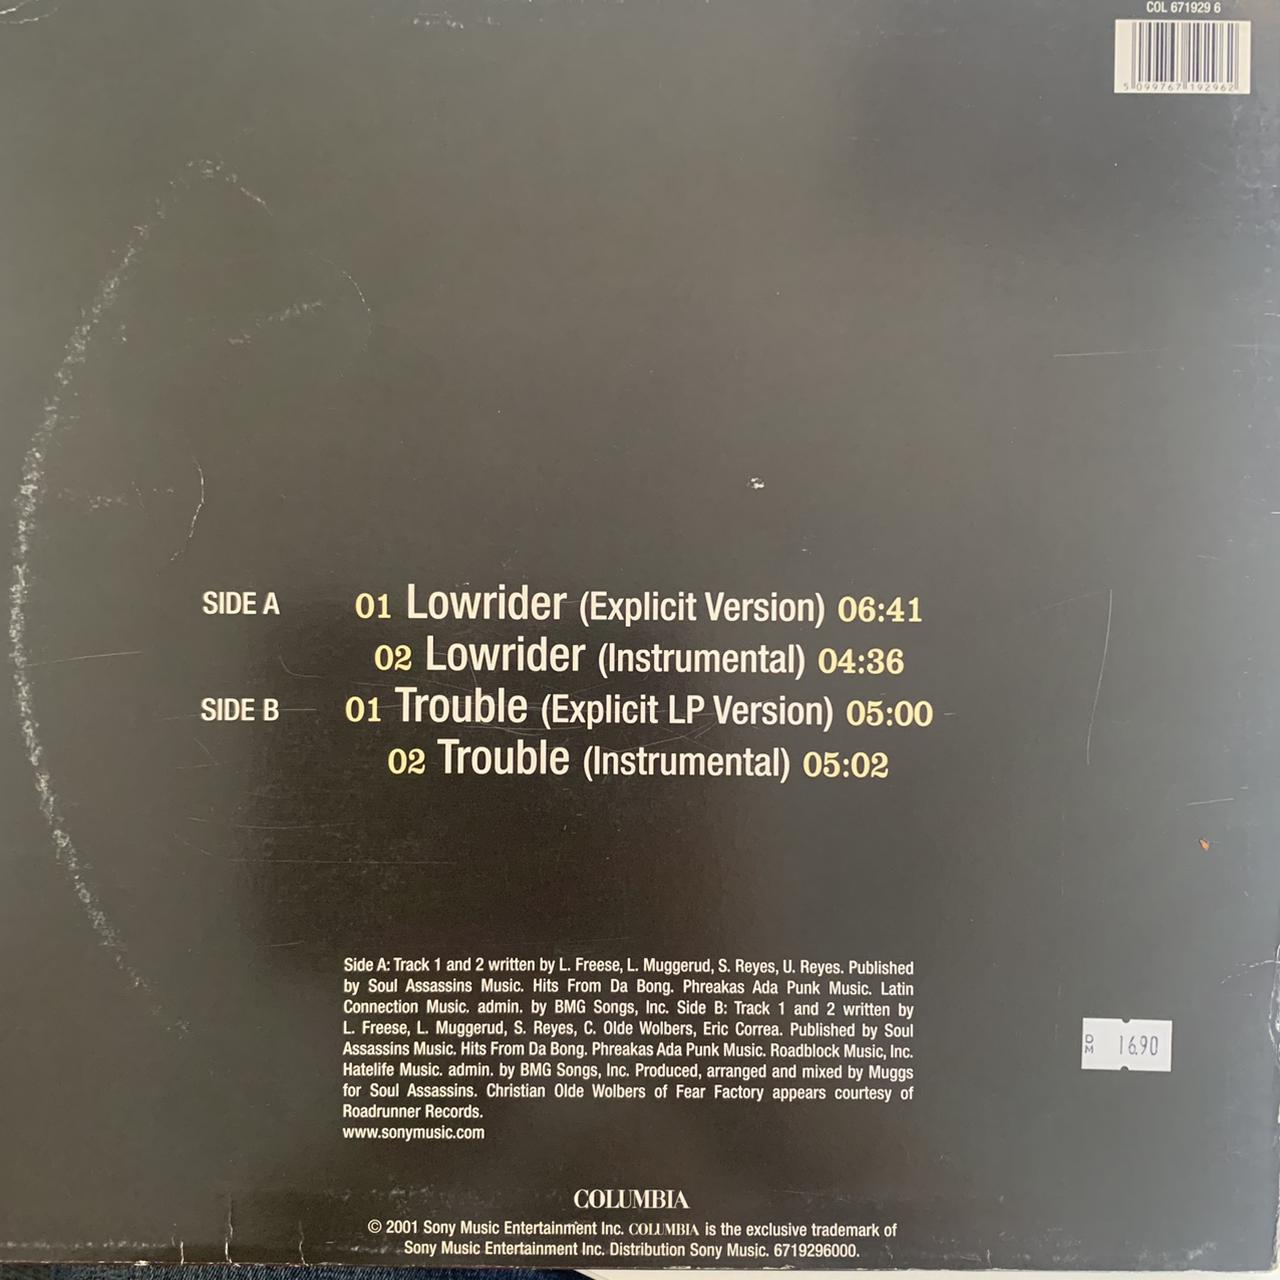 COL 671929 6
5 099767 192962
SIDE A 01 Lowrider (Explicit Version) 06:41
02 Lowrider (Instrumental) 04:36
SIDE B 01 Trouble (Explicit LP Version) 05:00
02 Trouble (Instrumental) 05:02
Side A: Track 1 and 2 written by L. Freese, L. Muggerud, S. Reyes, U. Reyes. Published
by Soul Assassins Music. Hits From Da Bong. Phreakas Ada Punk Music. Latin
Connection Music. admin. by BMG Songs, Inc. Side B: Track 1 and 2 written by
L. Freese, L. Muggerud, S. Reyes, C. Olde Wolbers, Eric Correa. Published by Soul
Assassins Music. Hits From Da Bong. Phreakas Ada Punk Music. Roadblock Music, Inc.
Hatelife Music. admin. by BMG Songs, Inc. Produced, arranged and mixed by Muggs
for Soul Assassins. Christian Olde Wolbers of Fear Factory appears courtesy of
Roadrunner Records.
www.sonymusic.com
DM 16.90
COLUMBIA
© 2001 Sony Music Entertainment Inc. COLUMBIA is the exclusive trademark of
Sony Music Entertainment Inc. Distribution Sony Music. 6719296000.